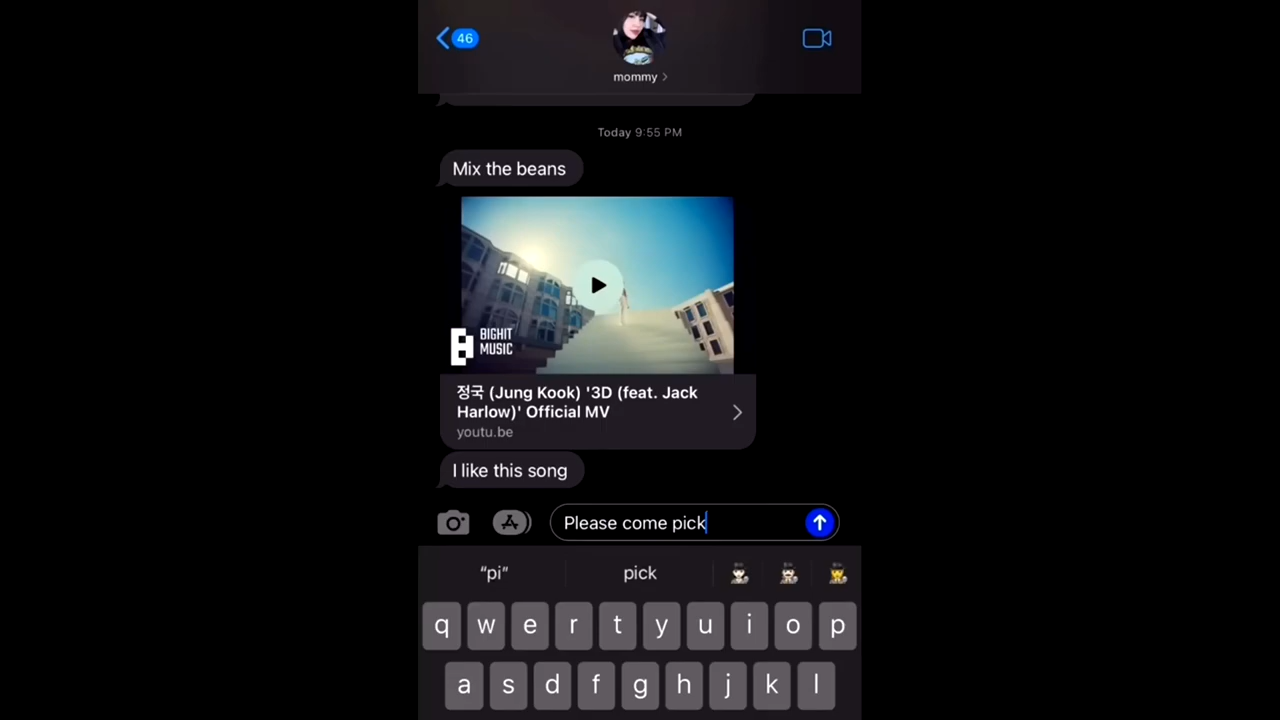 46
mommy
Today 9:55 PM
Mix the beans
BIGHIT
MUSIC
정국 (Jung Kook) '3D (feat. Jack
Harlow)' Official MV
youtu.be
I like this song
Please come pick
“pi” pick
q w e r t y u i o p
a s d f g h j k l